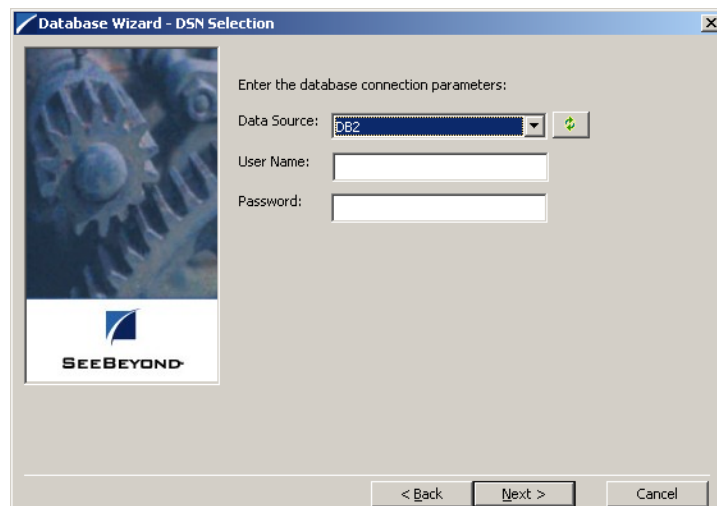 Database Wizard - DSN Selection
Enter the database connection parameters:
Data Source: DB2
User Name:
Password:
SEEBEYOND
< Back Next > Cancel